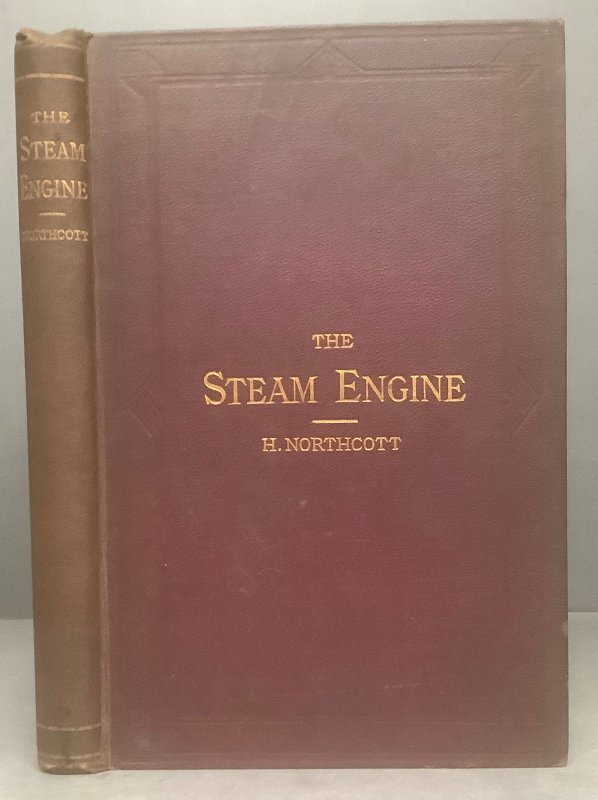 THE
STEAM
ENGINE
NORTHCOTT
THE
STEAM ENGINE
H. NORTHCOTT